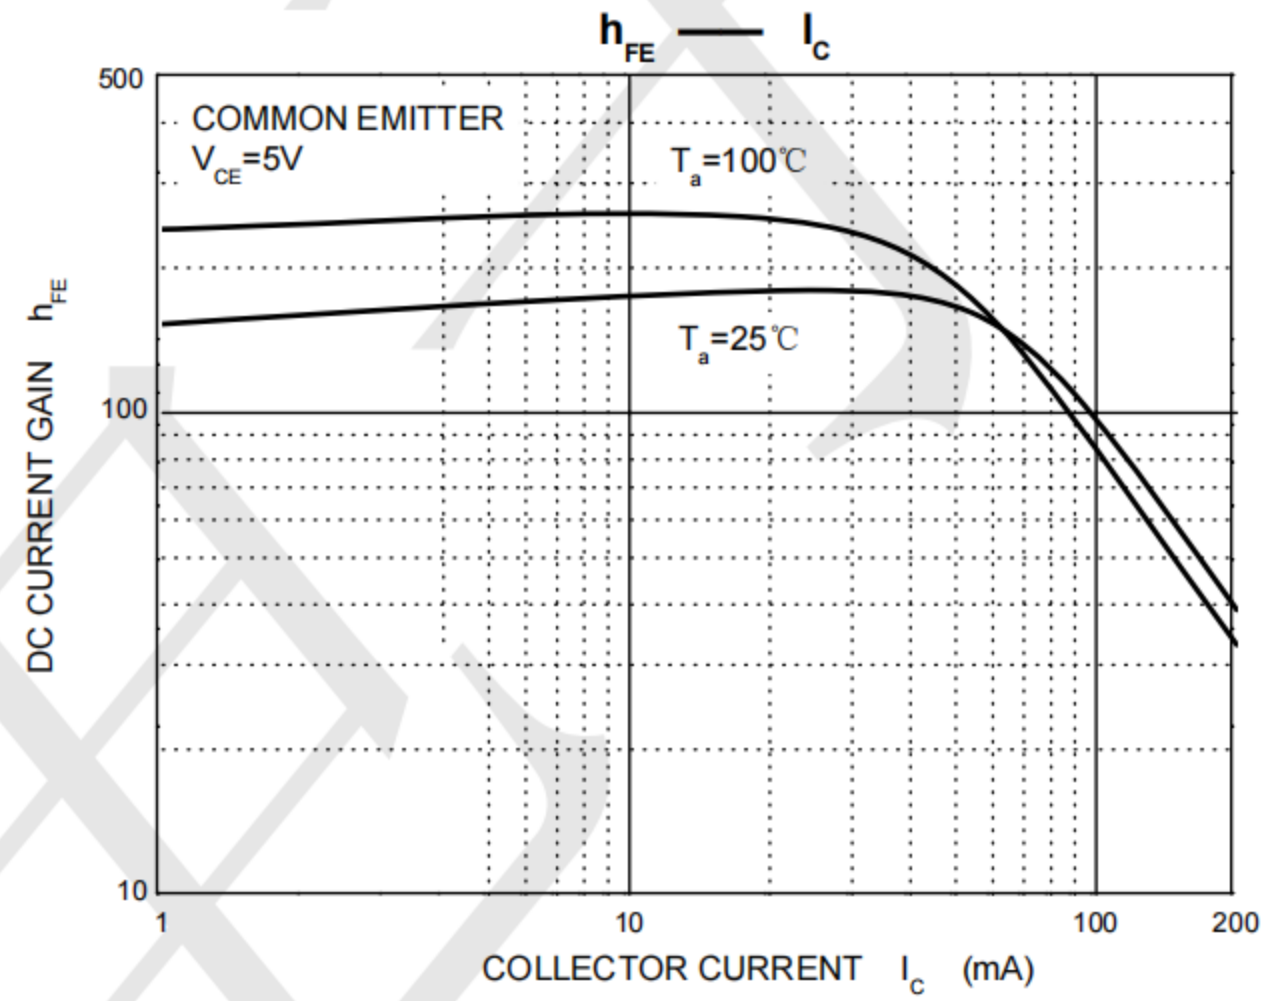 hFE — IC
500
COMMON EMITTER
VCE=5V
Ta=100℃
Ta=25℃
100
10
DC CURRENT GAIN hFE
1
10
100
200
COLLECTOR CURRENT IC (mA)